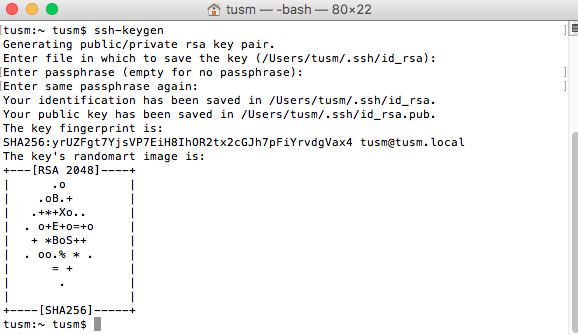 tusm — -bash — 80×22
[tusm:~ tusm$ ssh-keygen ]
Generating public/private rsa key pair.
Enter file in which to save the key (/Users/tusm/.ssh/id_rsa):
[Enter passphrase (empty for no passphrase): ]
[Enter same passphrase again: ]
Your identification has been saved in /Users/tusm/.ssh/id_rsa.
Your public key has been saved in /Users/tusm/.ssh/id_rsa.pub.
The key fingerprint is:
SHA256:yrUZFgt7YjsVP7EiH8IhOR2tx2cGJh7pFiYrvdgVax4 tusm@tusm.local
The key's randomart image is:
+---[RSA 2048]----+
|      .o         |
|    .oB.+        |
|   .+*+Xo..      |
|  . o+E+o=+o     |
|   + *BoS++      |
|  . oo.% * .     |
|      = +        |
|       .         |
|                 |
+----[SHA256]-----+
tusm:~ tusm$